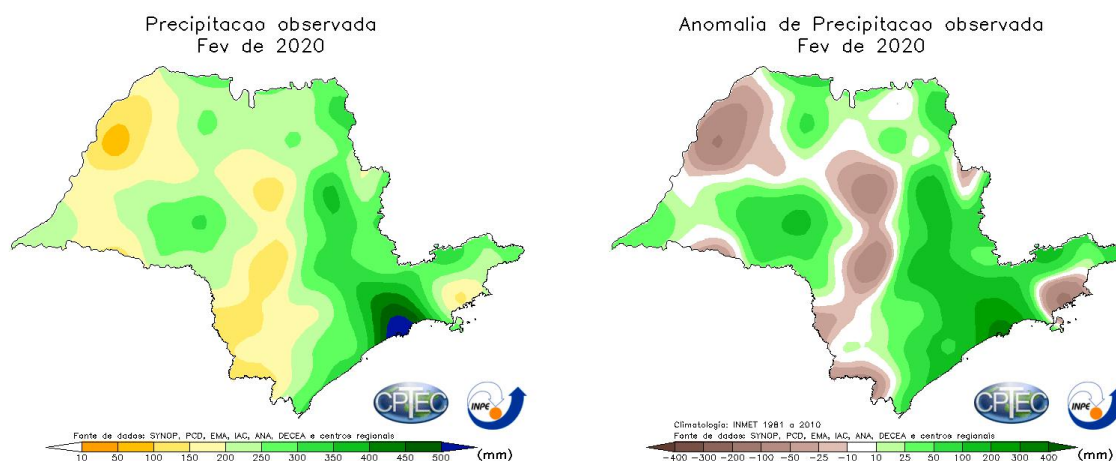 Precipitacao observada
Fev de 2020
CPTEC
INPE
Fonte de dados: SYNOP, PCD, EMA, IAC, ANA, DECEA e centros regionais
10 50 100 150 200 250 300 350 400 450 500 (mm)
Anomalia de Precipitacao observada
Fev de 2020
CPTEC
INPE
Climatologia: INMET 1981 a 2010
Fonte de dados: SYNOP, PCD, EMA, IAC, ANA, DECEA e centros regionais
-400 -300 -200 -100 -50 -25 -10 10 25 50 100 200 300 400 (mm)